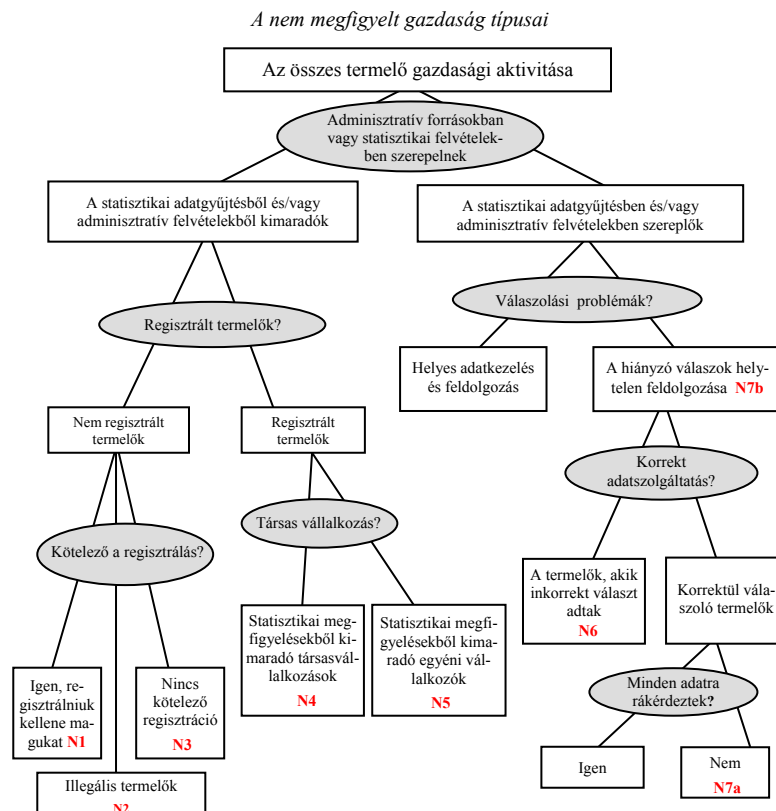 A nem megfigyelt gazdaság típusai
Az összes termelő gazdasági aktivitása
Adminisztratív forrásokban
vagy statisztikai felvételek-
ben szerepelnek
A statisztikai adatgyűjtésből és/vagy
adminisztratív felvételekből kimaradók
A statisztikai adatgyűjtésben és/vagy
adminisztratív felvételekben szereplők
Regisztrált termelők?
Válaszolási problémák?
Helyes adatkezelés
és feldolgozás
A hiányzó válaszok hely-
telen feldolgozása N7b
Nem regisztrált
termelők
Regisztrált
termelők
Korrekt
adatszolgáltatás?
Társas vállalkozás?
Kötelező a regisztrálás?
A termelők, akik
inkorrekt választ
adtak
N6
Korrektül vála-
szoló termelők
Statisztikai meg-
figyelésekből ki-
maradó társasvál-
lalkozások
N4
Statisztikai megfi-
gyelésekből kima-
radó egyéni vál-
lalkozók
N5
Igen, re-
gisztrálniuk
kellene ma-
gukat N1
Nincs
kötelező
regisztráció
N3
Minden adatra
rákérdeztek?
Igen
Nem
N7a
Illegális termelők
N2